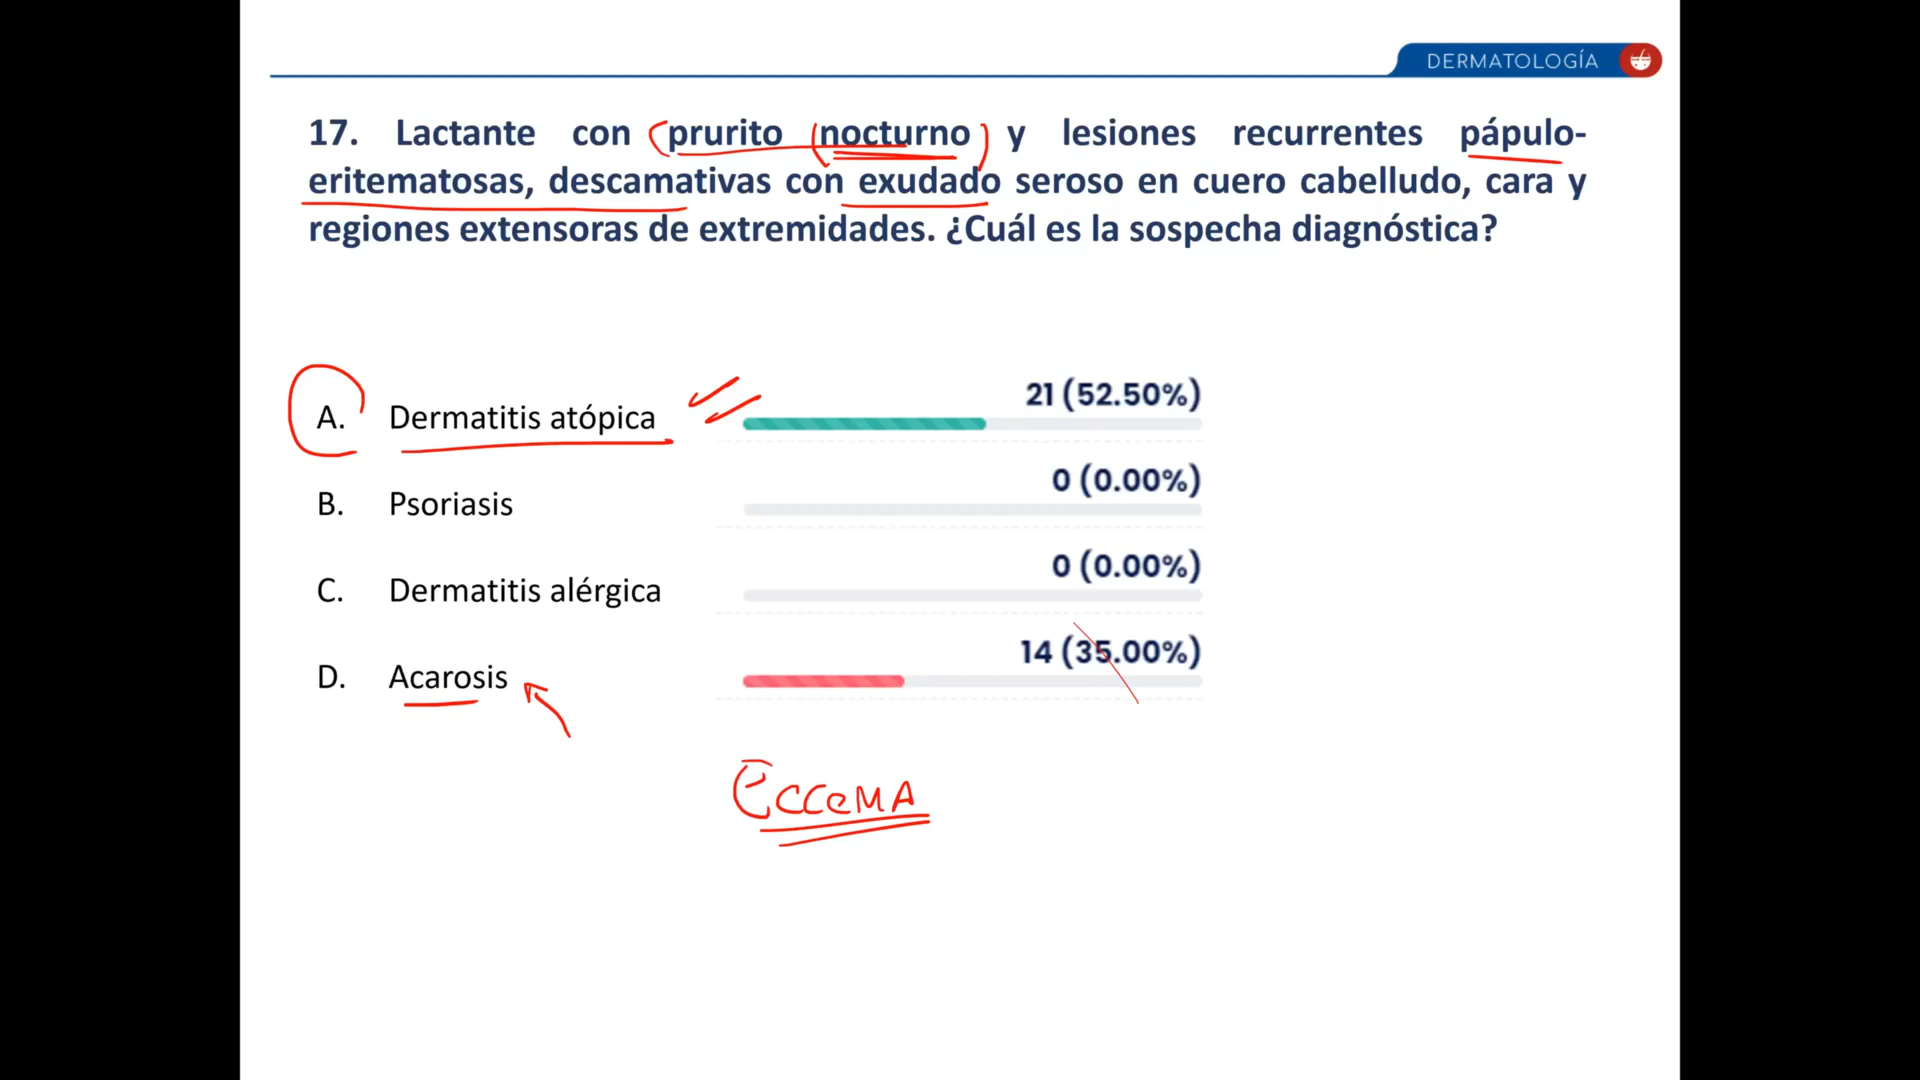 DERMATOLOGÍA
17. Lactante con prurito nocturno y lesiones recurrentes pápulo-
eritematosas, descamativas con exudado seroso en cuero cabelludo, cara y
regiones extensoras de extremidades. ¿Cuál es la sospecha diagnóstica?
A. Dermatitis atópica 21 (52.50%)
B. Psoriasis 0 (0.00%)
C. Dermatitis alérgica 0 (0.00%)
D. Acarosis 14 (35.00%)
ECCeMA